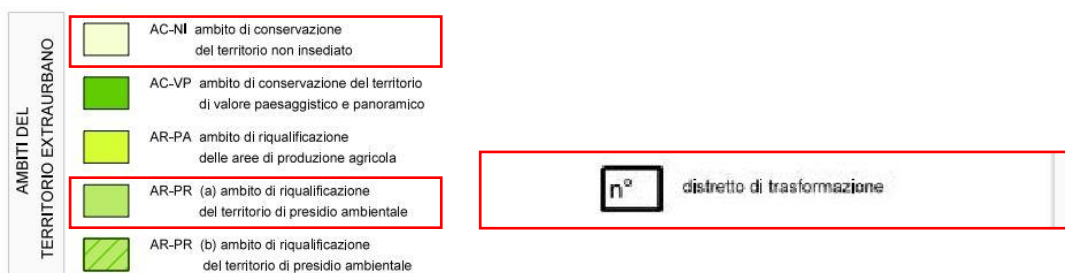 AMBITI DEL
TERRITORIO EXTRAURBANO
AC-NI ambito di conservazione
del territorio non insediato
AC-VP ambito di conservazione del territorio
di valore paesaggistico e panoramico
AR-PA ambito di riqualificazione
delle aree di produzione agricola
AR-PR (a) ambito di riqualificazione
del territorio di presidio ambientale
AR-PR (b) ambito di riqualificazione
del territorio di presidio ambientale
n° distretto di trasformazione